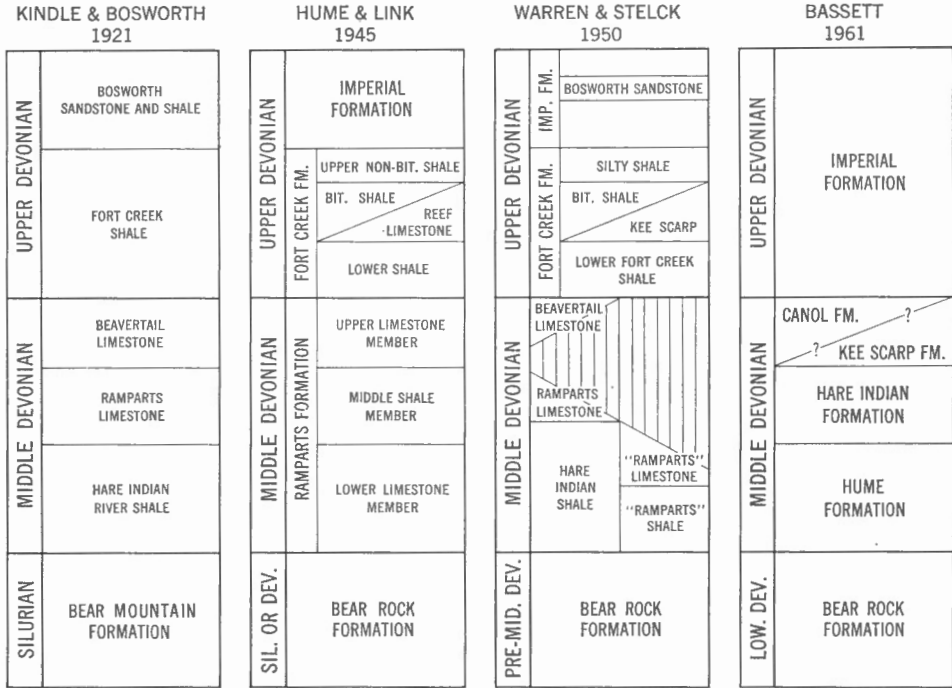 KINDLE & BOSWORTH
1921
UPPER DEVONIAN
BOSWORTH
SANDSTONE AND SHALE
FORT CREEK
SHALE
MIDDLE DEVONIAN
BEAVERTAIL
LIMESTONE
RAMPARTS
LIMESTONE
HARE INDIAN
RIVER SHALE
SILURIAN
BEAR MOUNTAIN
FORMATION
HUME & LINK
1945
UPPER DEVONIAN
IMPERIAL
FORMATION
FORT CREEK FM.
UPPER NON-BIT. SHALE
BIT. SHALE
REEF
LIMESTONE
LOWER SHALE
MIDDLE DEVONIAN
RAMPARTS FORMATION
UPPER LIMESTONE
MEMBER
MIDDLE SHALE
MEMBER
LOWER LIMESTONE
MEMBER
SIL. OR DEV.
BEAR ROCK
FORMATION
WARREN & STELCK
1950
UPPER DEVONIAN
IMP. FM.
BOSWORTH SANDSTONE
FORT CREEK FM.
SILTY SHALE
BIT. SHALE
KEE SCARP
LOWER FORT CREEK
SHALE
MIDDLE DEVONIAN
BEAVERTAIL
LIMESTONE
RAMPARTS
LIMESTONE
HARE
INDIAN
SHALE
"RAMPARTS"
LIMESTONE
"RAMPARTS"
SHALE
PRE-MID. DEV.
BEAR ROCK
FORMATION
BASSETT
1961
UPPER DEVONIAN
IMPERIAL
FORMATION
MIDDLE DEVONIAN
CANOL FM. ?
? KEE SCARP FM.
HARE INDIAN
FORMATION
HUME
FORMATION
LOW. DEV.
BEAR ROCK
FORMATION